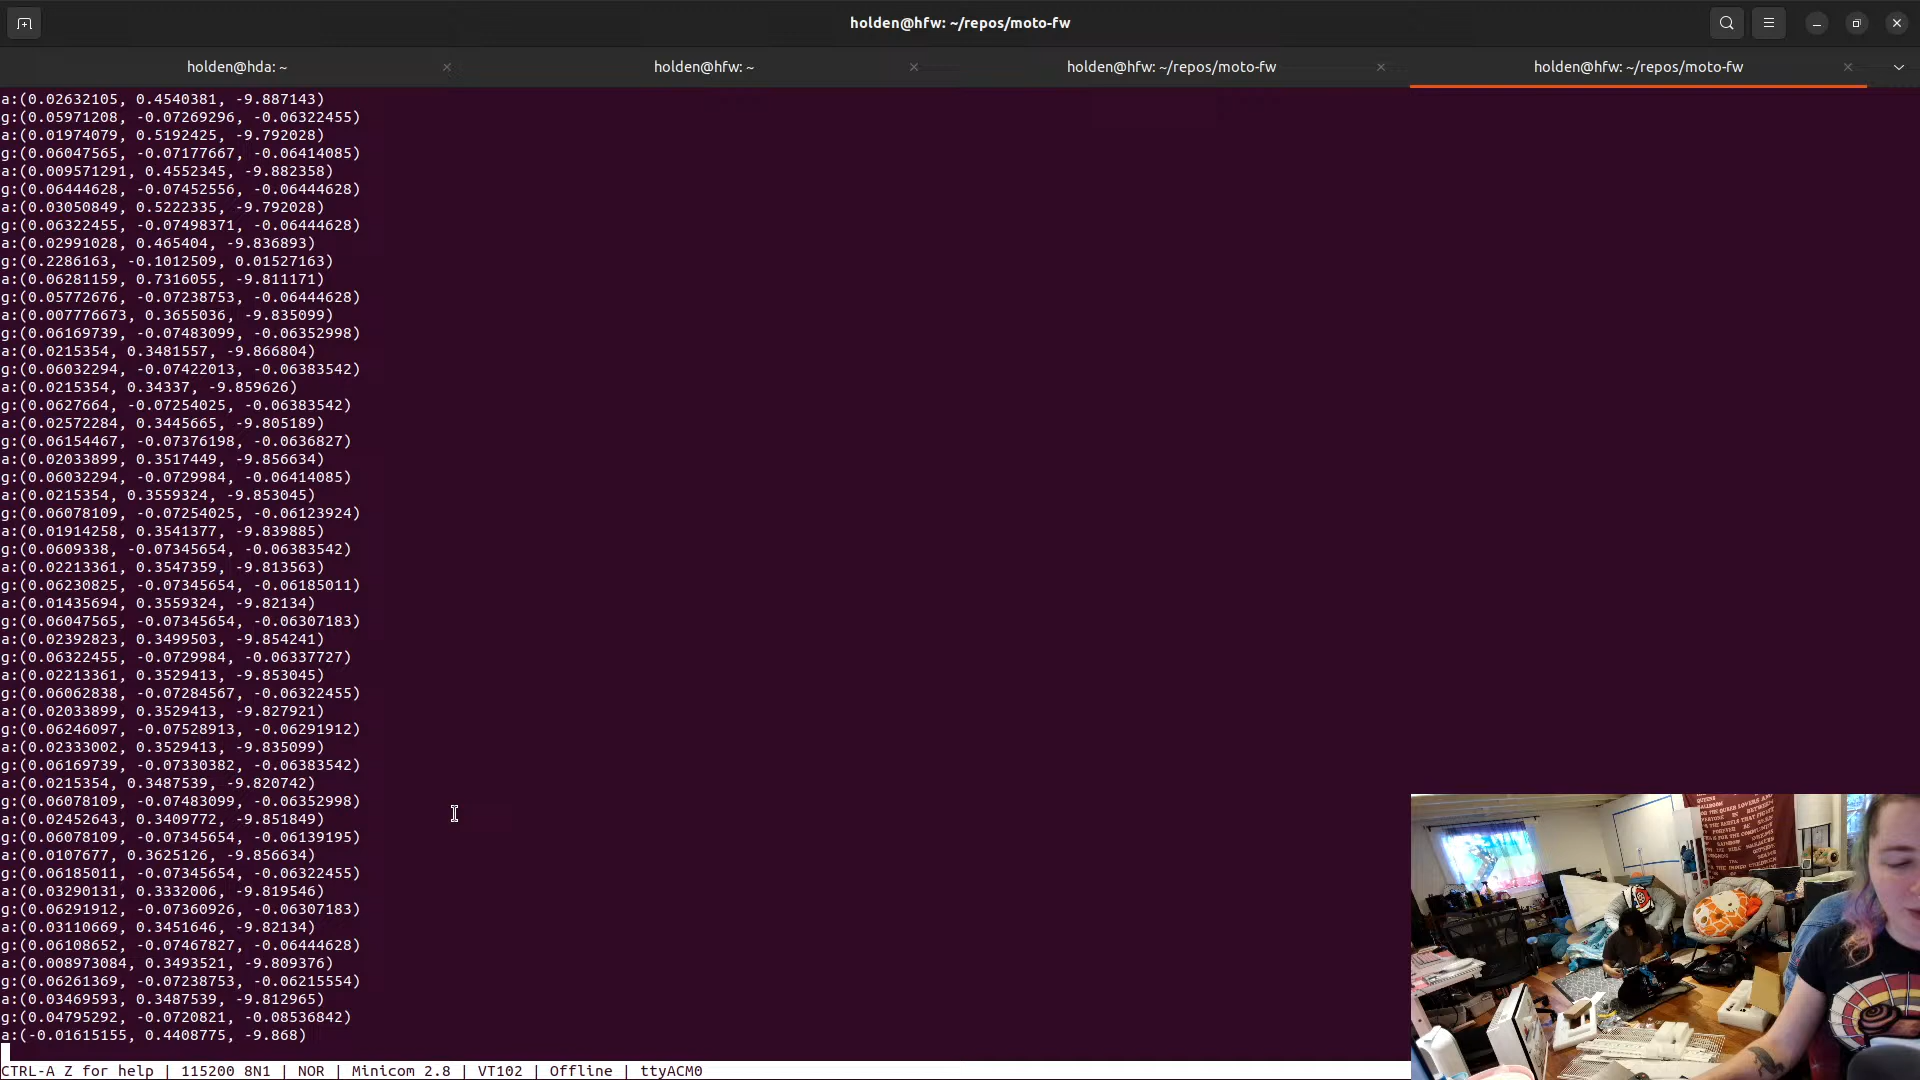 holden@hfw: ~/repos/moto-fw
holden@hda: ~
holden@hfw: ~
holden@hfw: ~/repos/moto-fw
holden@hfw: ~/repos/moto-fw
a:(0.02632105, 0.4540381, -9.887143)
g:(0.05971208, -0.07269296, -0.06322455)
a:(0.01974079, 0.5192425, -9.792028)
g:(0.06047565, -0.07177667, -0.06414085)
a:(0.009571291, 0.4552345, -9.882358)
g:(0.06444628, -0.07452556, -0.06444628)
a:(0.03050849, 0.5222335, -9.792028)
g:(0.06322455, -0.07498371, -0.06444628)
a:(0.02991028, 0.465404, -9.836893)
g:(0.2286163, -0.1012509, 0.01527163)
a:(0.06281159, 0.7316055, -9.811171)
g:(0.05772676, -0.07238753, -0.06444628)
a:(0.007776673, 0.3655036, -9.835099)
g:(0.06169739, -0.07483099, -0.06352998)
a:(0.0215354, 0.3481557, -9.866804)
g:(0.06032294, -0.07422013, -0.06383542)
a:(0.0215354, 0.34337, -9.859626)
g:(0.0627664, -0.07254025, -0.06383542)
a:(0.02572284, 0.3445665, -9.805189)
g:(0.06154467, -0.07376198, -0.0636827)
a:(0.02033899, 0.3517449, -9.856634)
g:(0.06032294, -0.0729984, -0.06414085)
a:(0.0215354, 0.3559324, -9.853045)
g:(0.06078109, -0.07254025, -0.06123924)
a:(0.01914258, 0.3541377, -9.839885)
g:(0.0609338, -0.07345654, -0.06383542)
a:(0.02213361, 0.3547359, -9.813563)
g:(0.06230825, -0.07345654, -0.06185011)
a:(0.01435694, 0.3559324, -9.82134)
g:(0.06047565, -0.07345654, -0.06307183)
a:(0.02392823, 0.3499503, -9.854241)
g:(0.06322455, -0.0729984, -0.06337727)
a:(0.02213361, 0.3529413, -9.853045)
g:(0.06062838, -0.07284567, -0.06322455)
a:(0.02033899, 0.3529413, -9.827921)
g:(0.06246097, -0.07528913, -0.06291912)
a:(0.02333002, 0.3529413, -9.835099)
g:(0.06169739, -0.07330382, -0.06383542)
a:(0.0215354, 0.3487539, -9.820742)
g:(0.06078109, -0.07483099, -0.06352998)
a:(0.02452643, 0.3409772, -9.851849)
g:(0.06078109, -0.07345654, -0.06139195)
a:(0.0107677, 0.3625126, -9.856634)
g:(0.06185011, -0.07345654, -0.06322455)
a:(0.03290131, 0.3332006, -9.819546)
g:(0.06291912, -0.07360926, -0.06307183)
a:(0.03110669, 0.3451646, -9.82134)
g:(0.06108652, -0.07467827, -0.06444628)
a:(0.008973084, 0.3493521, -9.809376)
g:(0.06261369, -0.07238753, -0.06215554)
a:(0.03469593, 0.3487539, -9.812965)
g:(0.04795292, -0.0720821, -0.08536842)
a:(-0.01615155, 0.4408775, -9.868)
CTRL-A Z for help | 115200 8N1 | NOR | Minicom 2.8 | VT102 | Offline | ttyACM0